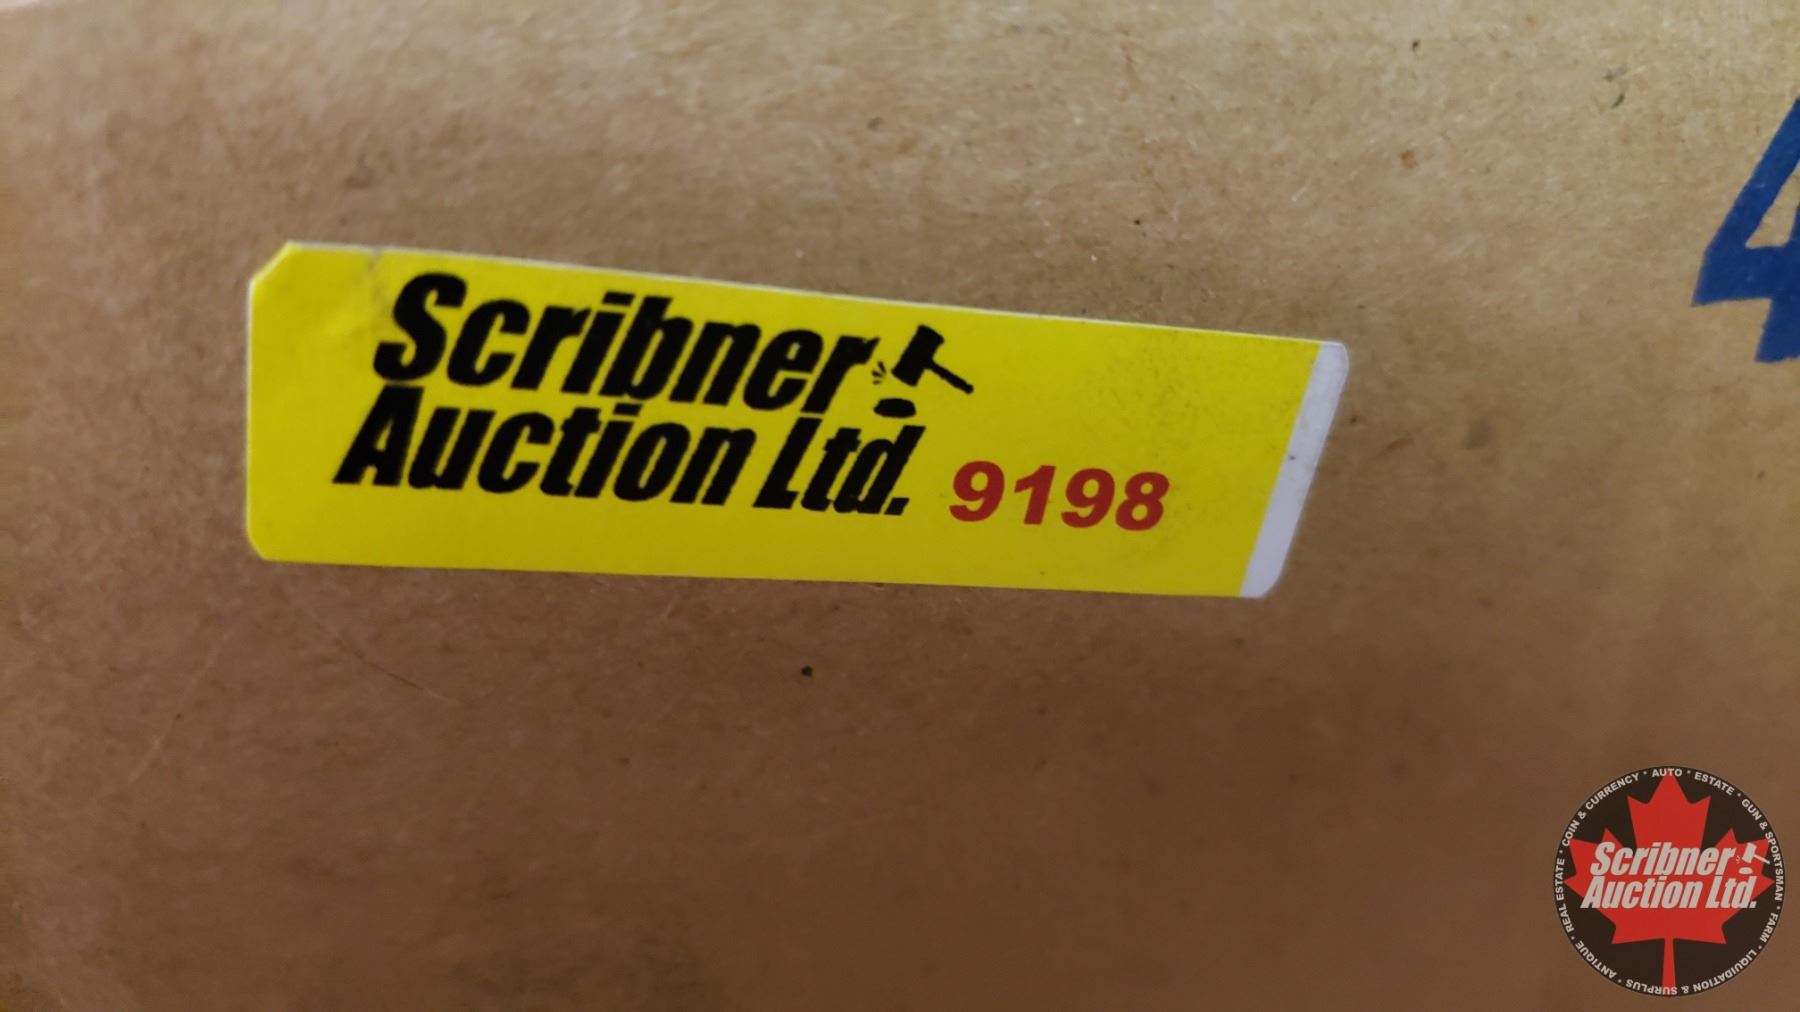 Scribner
Auction Ltd. 9198
4
COIN & CURRENCY * AUTO * ESTATE * GUN & SPORTSMAN * FARM * LIQUIDATION & SURPLUS * ANTIQUE * REAL ESTATE *
Scribner
Auction Ltd.